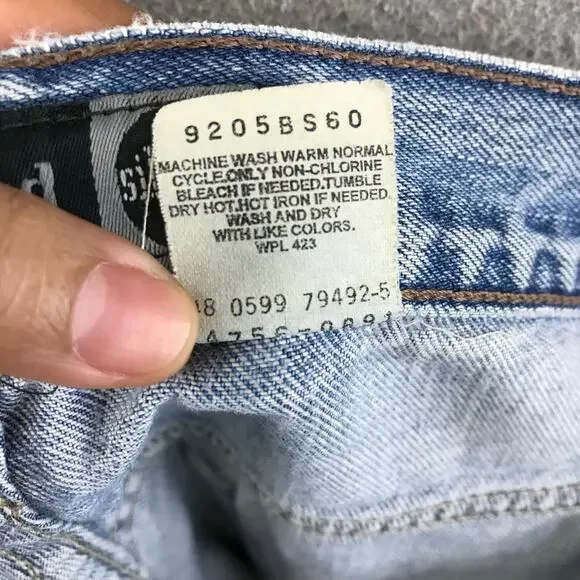 9205BS60
MACHINE WASH WARM NORMAL
CYCLE.ONLY NON-CHLORINE
BLEACH IF NEEDED.TUMBLE
DRY HOT.HOT IRON IF NEEDED.
WASH AND DRY
WITH LIKE COLORS.
WPL 423
0599 79492-5